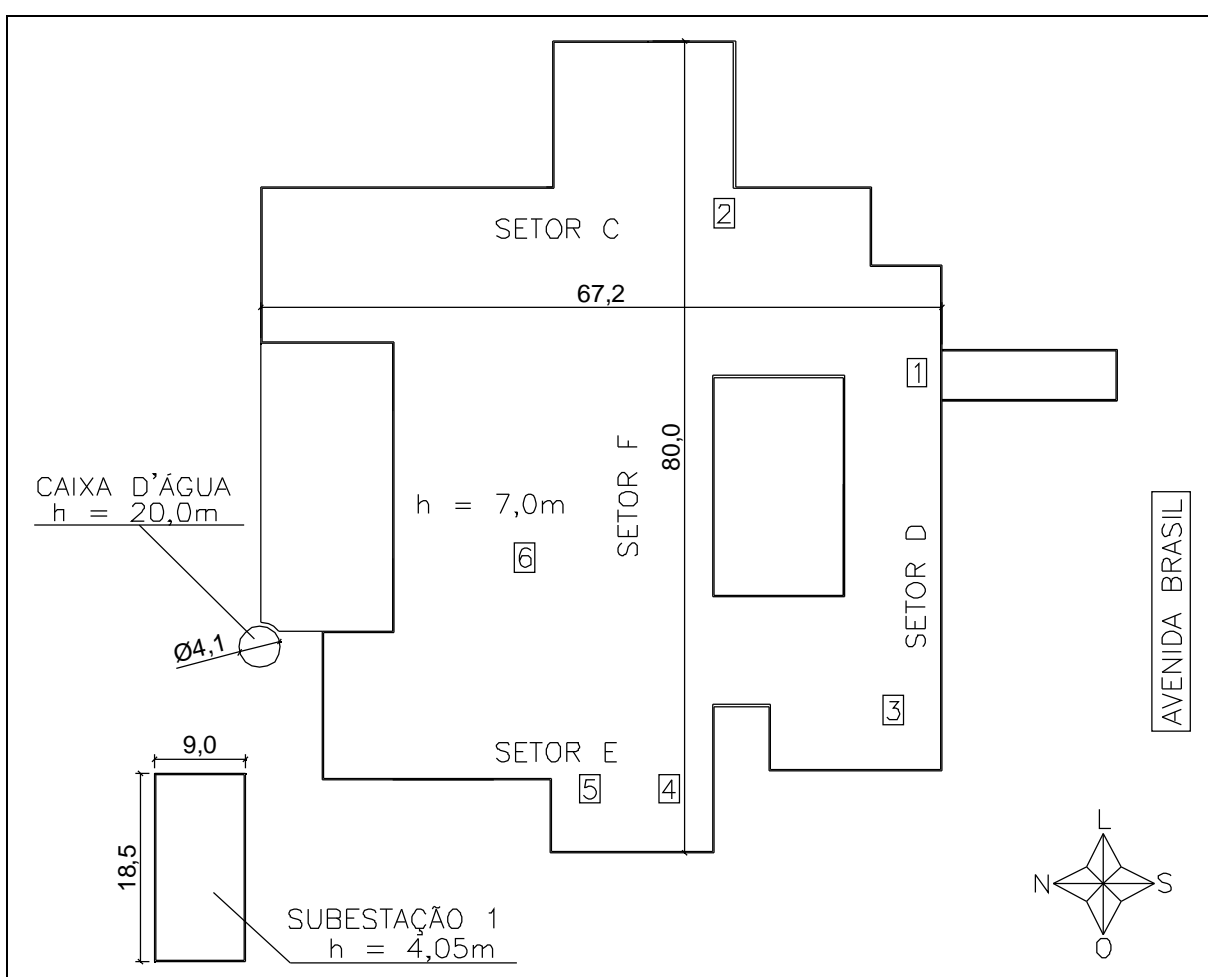 SETOR C
2
67,2
1
SETOR F
80,0
CAIXA D'ÁGUA
h = 20,0m
h = 7,0m
6
SETOR D
AVENIDA BRASIL
Ø4,1
3
9,0
SETOR E
5
4
18,5
SUBESTAÇÃO 1
h = 4,05m
L
N
S
O